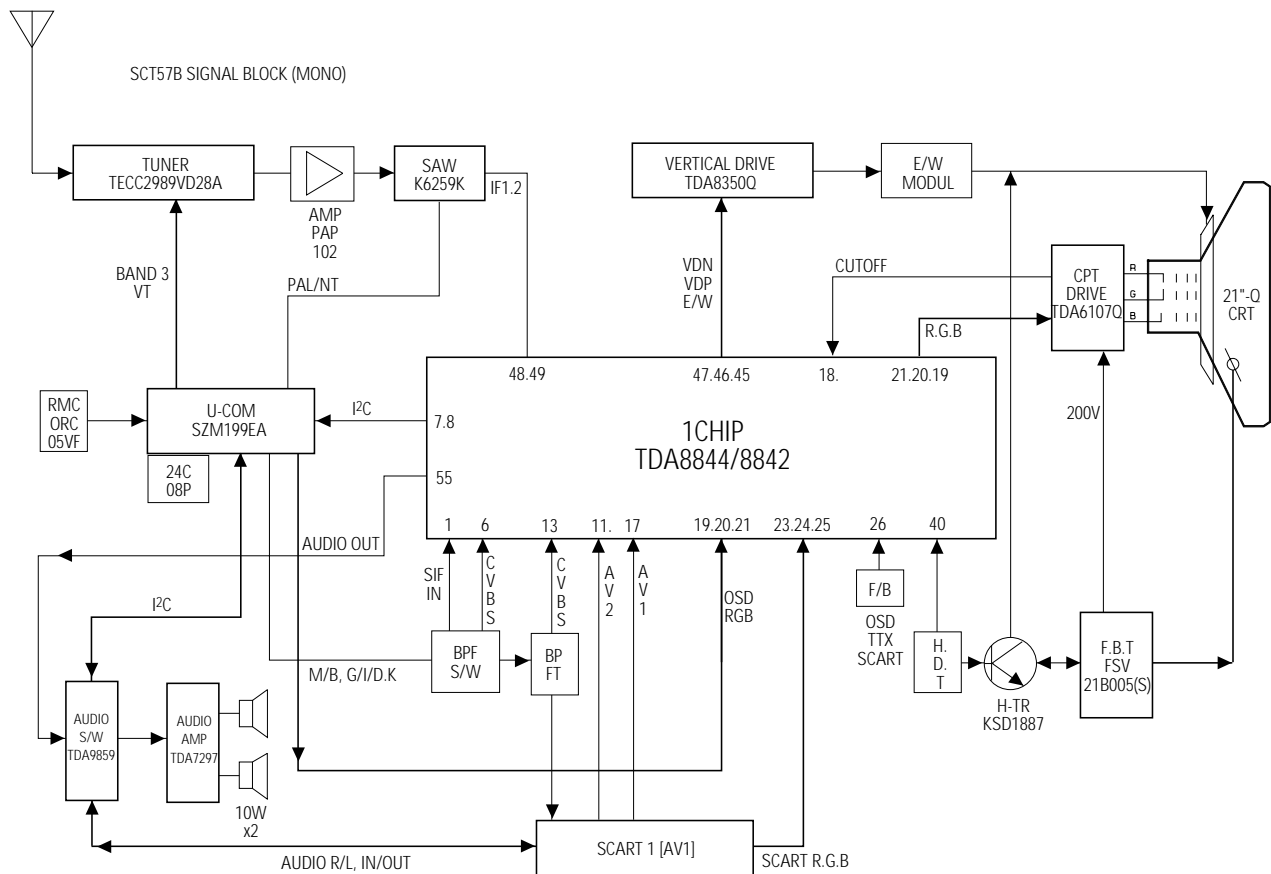 SCT57B SIGNAL BLOCK (MONO)
TUNER
TECC2989VD28A
AMP
PAP
102
SAW
K6259K
IF1.2
VERTICAL DRIVE
TDA8350Q
E/W
MODUL
BAND 3
VT
PAL/NT
VDN
VDP
E/W
CUTOFF
R.G.B
CPT
DRIVE
TDA6107Q
R
G
B
21"-Q
CRT
200V
RMC
ORC
05VF
U-COM
SZM199EA
24C
08P
I²C
48.49
47.46.45
18.
21.20.19
7.8
55
1CHIP
TDA8844/8842
1
6
13
11.
17
19.20.21
23.24.25
26
40
AUDIO OUT
SIF
IN
CVBS
CVBS
AV2
AV1
OSD
RGB
F/B
OSD
TTX
SCART
H.D.T
H-TR
KSD1887
F.B.T
FSV
21B005(S)
I²C
M/B, G/I/D.K
BPF
S/W
BP
FT
AUDIO
S/W
TDA9859
AUDIO
AMP
TDA7297
10W
x2
AUDIO R/L, IN/OUT
SCART 1 [AV1]
SCART R.G.B